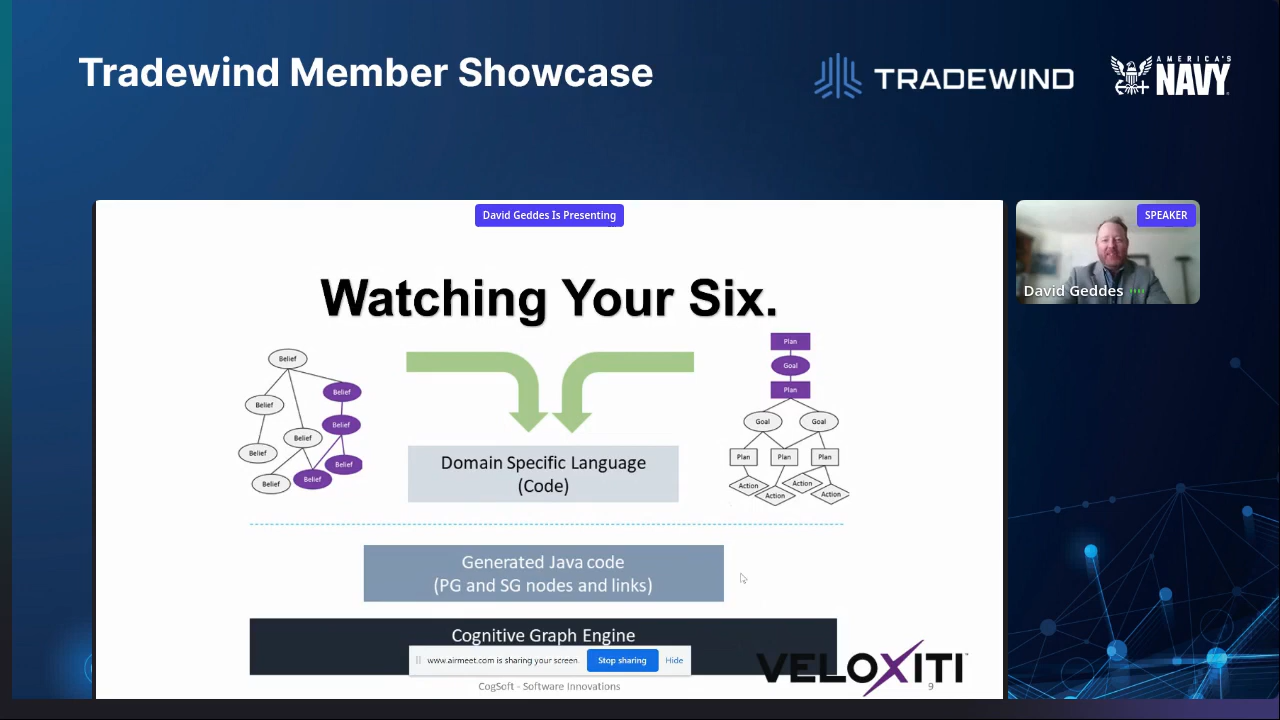 Tradewind Member Showcase
TRADEWIND
AMERICA'S
NAVY
David Geddes Is Presenting
SPEAKER
David Geddes
Watching Your Six.
Belief
Belief
Belief
Belief
Belief
Belief
Belief
Belief
Belief
Domain Specific Language
(Code)
Plan
Goal
Plan
Goal
Goal
Plan
Plan
Plan
Action
Action
Action
Action
Generated Java code
(PG and SG nodes and links)
Cognitive Graph Engine
www.airmeet.com is sharing your screen.
Stop sharing
Hide
VELOXITI™
CogSoft - Software Innovations
9